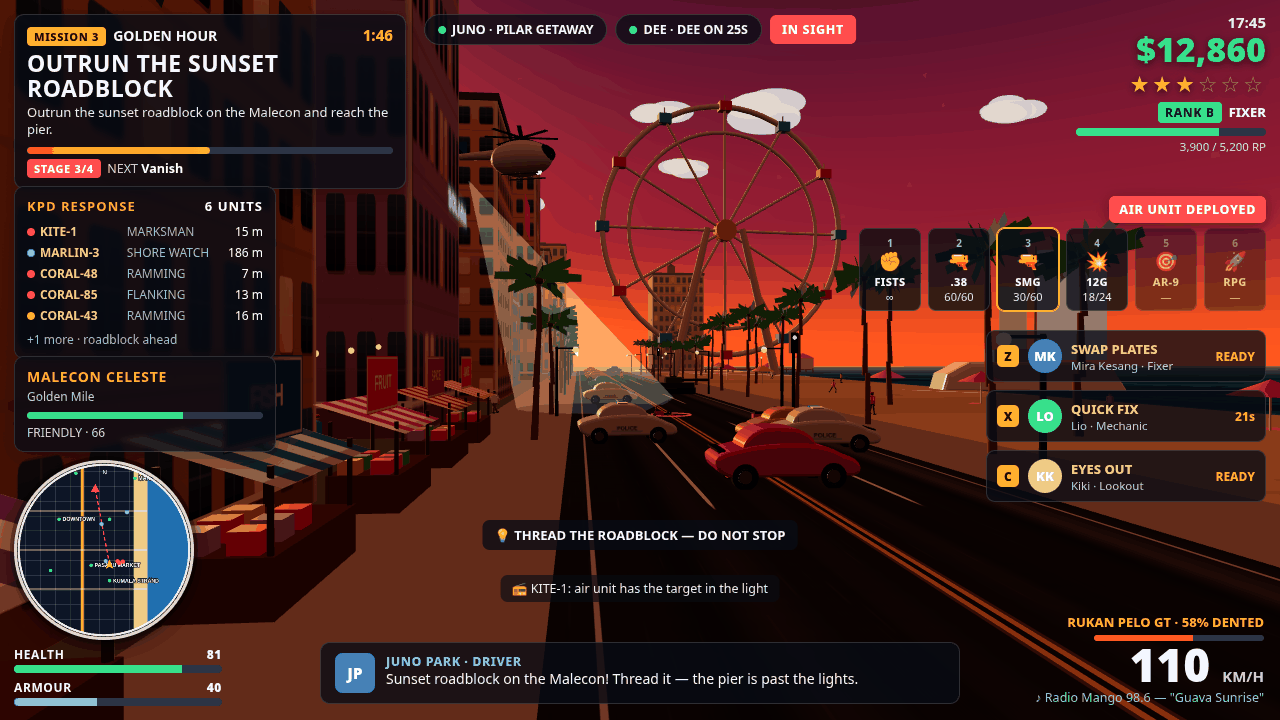 MISSION 3 GOLDEN HOUR 1:46
OUTRUN THE SUNSET
ROADBLOCK
Outrun the sunset roadblock on the Malecon and reach the
pier.
STAGE 3/4 NEXT Vanish
JUNO · PILAR GETAWAY
DEE · DEE ON 25S
IN SIGHT
17:45
$12,860
RANK B FIXER
3,900 / 5,200 RP
KPD RESPONSE 6 UNITS
KITE-1 MARKSMAN 15 m
MARLIN-3 SHORE WATCH 186 m
CORAL-48 RAMMING 7 m
CORAL-85 FLANKING 13 m
CORAL-43 RAMMING 16 m
+1 more · roadblock ahead
AIR UNIT DEPLOYED
1 FISTS ∞
2 .38 60/60
3 SMG 30/60
4 12G 18/24
5 AR-9 —
6 RPG —
Z MK SWAP PLATES READY
Mira Kesang · Fixer
X LO QUICK FIX 21s
Lio · Mechanic
C KK EYES OUT READY
Kiki · Lookout
MALECON CELESTE
Golden Mile
FRIENDLY · 66
FRUIT
POLICE
POLICE
N
DOWNTOWN
💡 THREAD THE ROADBLOCK — DO NOT STOP
📻 KITE-1: air unit has the target in the light
HEALTH 81
ARMOUR 40
JP JUNO PARK · DRIVER
Sunset roadblock on the Malecon! Thread it — the pier is past the lights.
RUKAN PELO GT · 58% DENTED
110 KM/H
♪ Radio Mango 98.6 — "Guava Sunrise"